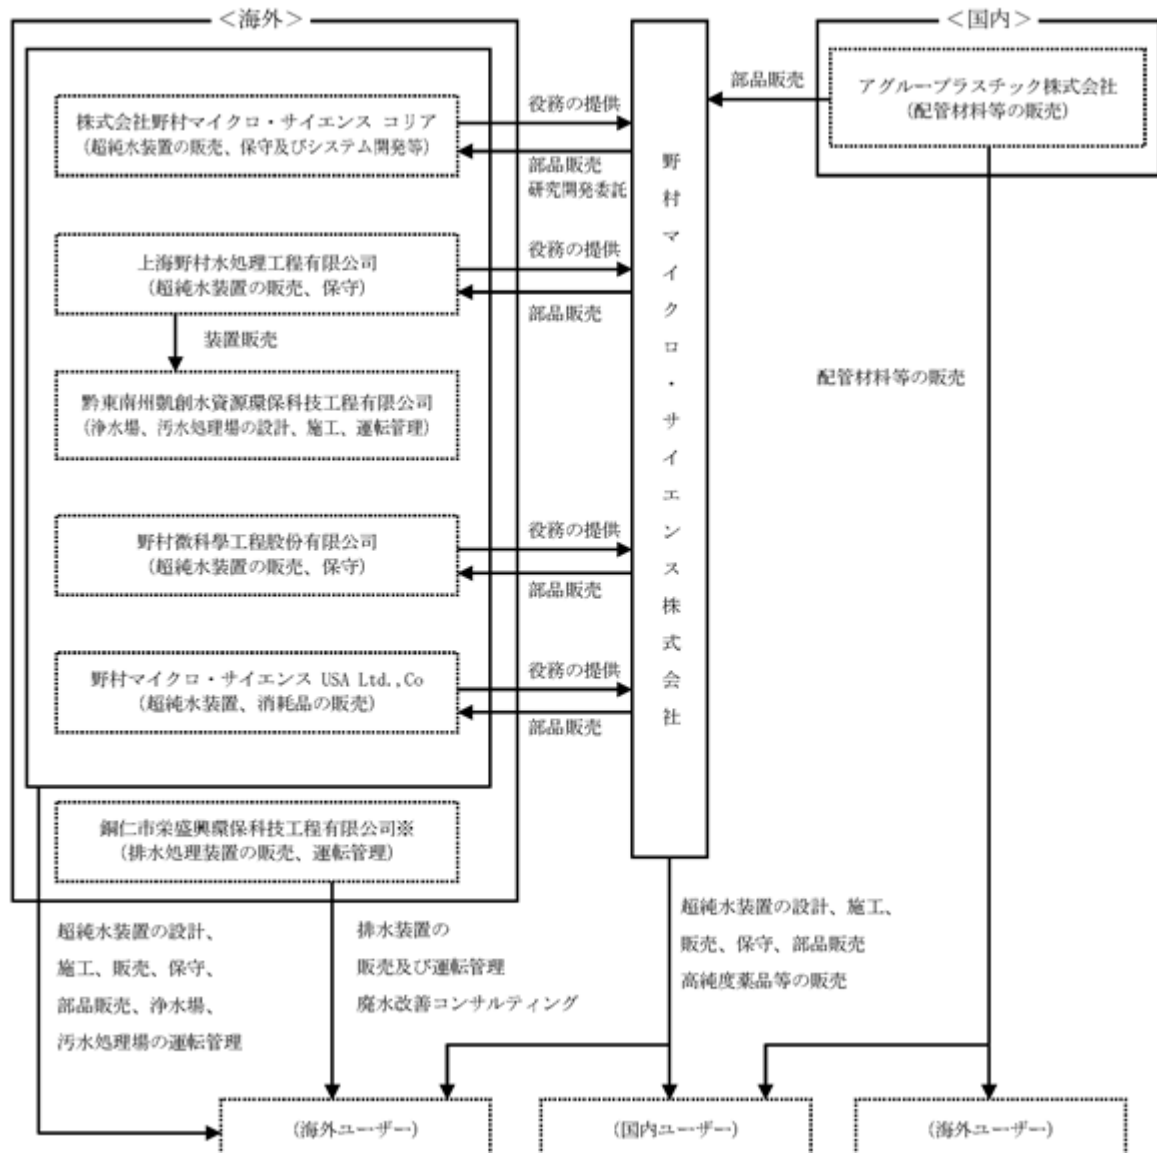 ＜海外＞
株式会社野村マイクロ・サイエンス コリア
(超純水装置の販売、保守及びシステム開発等)
役務の提供
部品販売
研究開発委託
上海野村水処理工程有限公司
(超純水装置の販売、保守)
役務の提供
部品販売
装置販売
黔東南州凱創水資源環保科技工程有限公司
(浄水場、汚水処理場の設計、施工、運転管理)
野村微科學工程股份有限公司
(超純水装置の販売、保守)
役務の提供
部品販売
野村マイクロ・サイエンス USA Ltd.,Co
(超純水装置、消耗品の販売)
役務の提供
部品販売
銅仁市栄盛興環保科技工程有限公司※
(排水処理装置の販売、運転管理)
野村マイクロ・サイエンス株式会社
＜国内＞
アグループラスチック株式会社
(配管材料等の販売)
部品販売
配管材料等の販売
超純水装置の設計、
施工、販売、保守、
部品販売、浄水場、
汚水処理場の運転管理
排水装置の
販売及び運転管理
廃水改善コンサルティング
超純水装置の設計、施工、
販売、保守、部品販売
高純度薬品等の販売
(海外ユーザー)
(国内ユーザー)
(海外ユーザー)